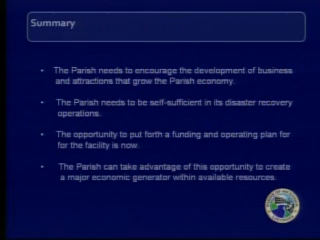 Summary
• The Parish needs to encourage the development of business
and attractions that grow the Parish economy.
• The Parish needs to be self-sufficient in its disaster recovery
operations.
• The opportunity to put forth a funding and operating plan for
for the facility is now.
• The Parish can take advantage of this opportunity to create
a major economic generator within available resources.